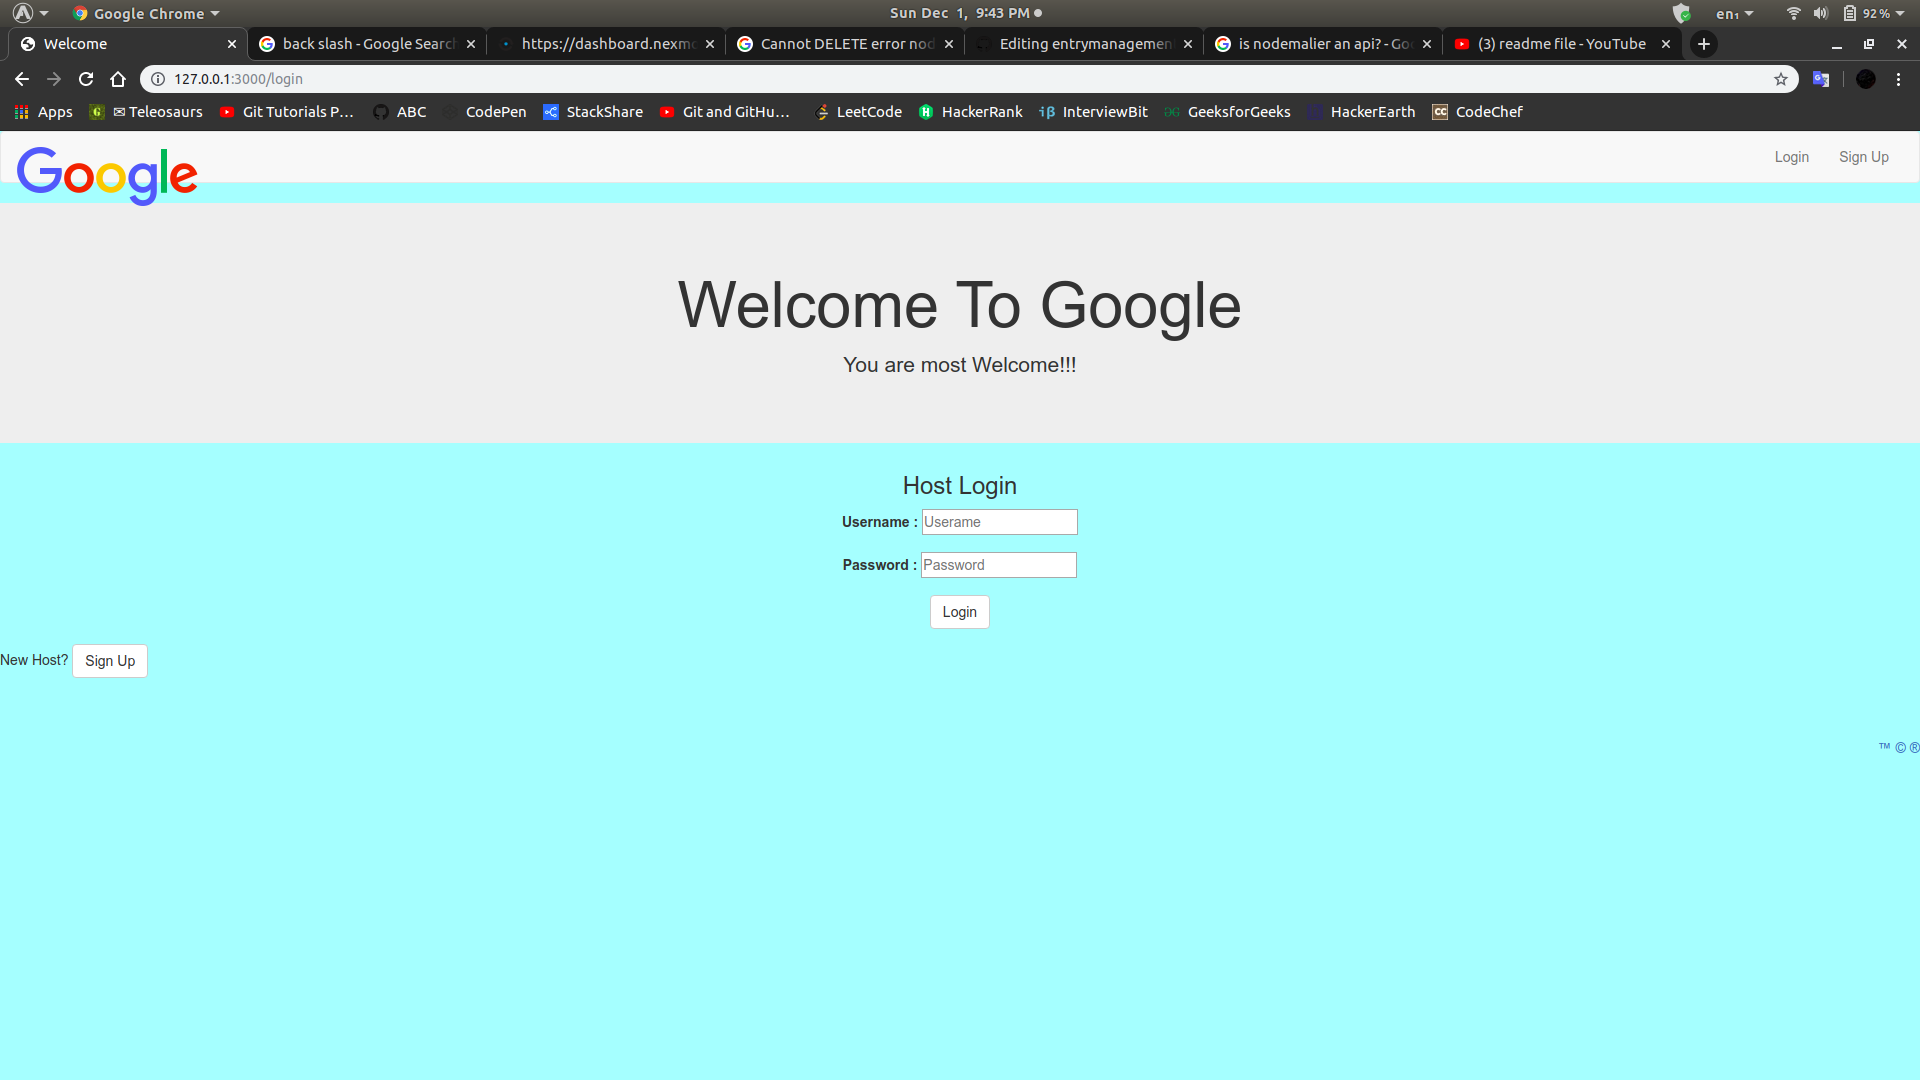 Google Chrome
Sun Dec 1, 9:43 PM
en₁
92 %
Welcome
back slash - Google Search
https://dashboard.nexmo
Cannot DELETE error nod
Editing entrymanagemen
is nodemalier an api? - Goo
(3) readme file - YouTube
127.0.0.1:3000/login
Apps
✉ Teleosaurs
Git Tutorials P...
ABC
CodePen
StackShare
Git and GitHu...
LeetCode
HackerRank
InterviewBit
GeeksforGeeks
HackerEarth
CodeChef
Google
Login
Sign Up
Welcome To Google
You are most Welcome!!!
Host Login
Username : Userame
Password : Password
Login
New Host? Sign Up
™ © ®